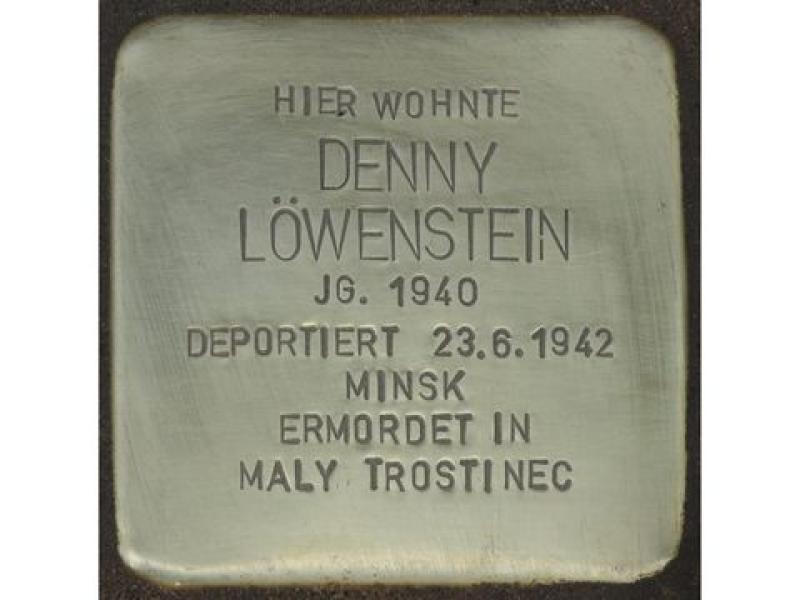 HIER WOHNTE
DENNY
LÖWENSTEIN
JG. 1940
DEPORTIERT 23.6.1942
MINSK
ERMORDET IN
MALY TROSTINEC